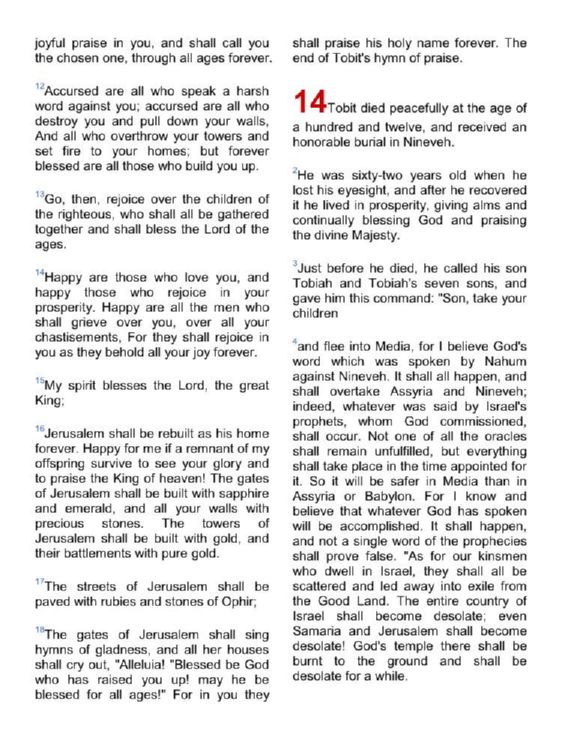 joyful praise in you, and shall call you
the chosen one, through all ages forever.
12Accursed are all who speak a harsh
word against you; accursed are all who
destroy you and pull down your walls,
And all who overthrow your towers and
set fire to your homes; but forever
blessed are all those who build you up.
13Go, then, rejoice over the children of
the righteous, who shall all be gathered
together and shall bless the Lord of the
ages.
14Happy are those who love you, and
happy those who rejoice in your
prosperity. Happy are all the men who
shall grieve over you, over all your
chastisements, For they shall rejoice in
you as they behold all your joy forever.
15My spirit blesses the Lord, the great
King;
16Jerusalem shall be rebuilt as his home
forever. Happy for me if a remnant of my
offspring survive to see your glory and
to praise the King of heaven! The gates
of Jerusalem shall be built with sapphire
and emerald, and all your walls with
precious stones. The towers of
Jerusalem shall be built with gold, and
their battlements with pure gold.
17The streets of Jerusalem shall be
paved with rubies and stones of Ophir;
18The gates of Jerusalem shall sing
hymns of gladness, and all her houses
shall cry out, "Alleluia! "Blessed be God
who has raised you up! may he be
blessed for all ages!" For in you they
shall praise his holy name forever. The
end of Tobit's hymn of praise.
14Tobit died peacefully at the age of
a hundred and twelve, and received an
honorable burial in Nineveh.
2He was sixty-two years old when he
lost his eyesight, and after he recovered
it he lived in prosperity, giving alms and
continually blessing God and praising
the divine Majesty.
3Just before he died, he called his son
Tobiah and Tobiah's seven sons, and
gave him this command: "Son, take your
children
4and flee into Media, for I believe God's
word which was spoken by Nahum
against Nineveh. It shall all happen, and
shall overtake Assyria and Nineveh;
indeed, whatever was said by Israel's
prophets, whom God commissioned,
shall occur. Not one of all the oracles
shall remain unfulfilled, but everything
shall take place in the time appointed for
it. So it will be safer in Media than in
Assyria or Babylon. For I know and
believe that whatever God has spoken
will be accomplished. It shall happen,
and not a single word of the prophecies
shall prove false. "As for our kinsmen
who dwell in Israel, they shall all be
scattered and led away into exile from
the Good Land. The entire country of
Israel shall become desolate; even
Samaria and Jerusalem shall become
desolate! God's temple there shall be
burnt to the ground and shall be
desolate for a while.